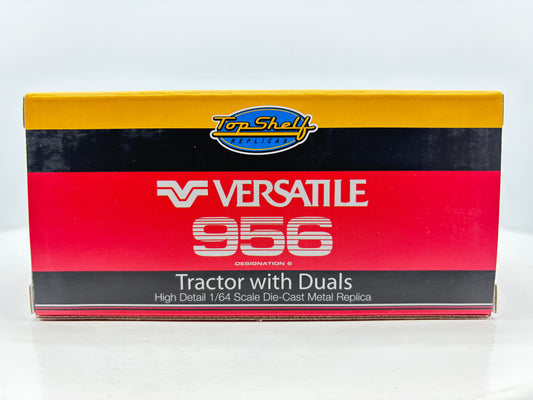 Top Shelf
REPLICAS
VERSATILE
956
DESIGNATION 6
Tractor with Duals
High Detail 1/64 Scale Die-Cast Metal Replica